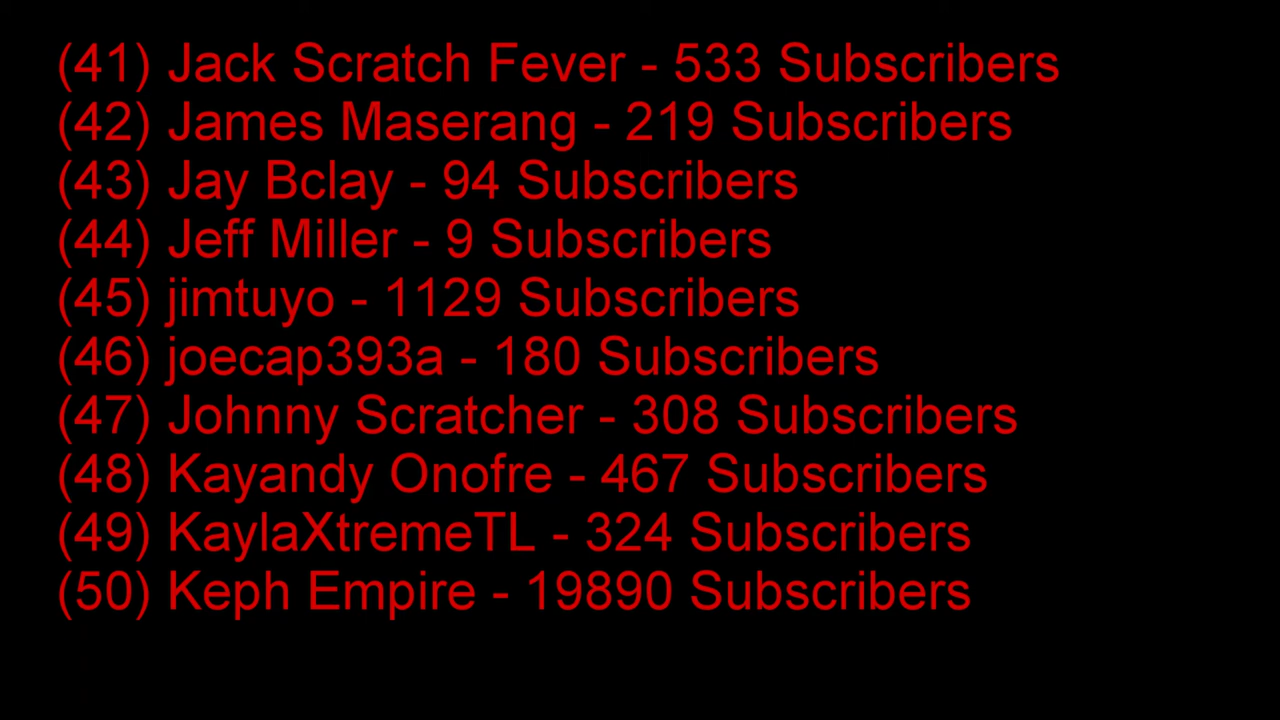 (41) Jack Scratch Fever - 533 Subscribers
(42) James Maserang - 219 Subscribers
(43) Jay Bclay - 94 Subscribers
(44) Jeff Miller - 9 Subscribers
(45) jimtuyo - 1129 Subscribers
(46) joecap393a - 180 Subscribers
(47) Johnny Scratcher - 308 Subscribers
(48) Kayandy Onofre - 467 Subscribers
(49) KaylaXtremeTL - 324 Subscribers
(50) Keph Empire - 19890 Subscribers